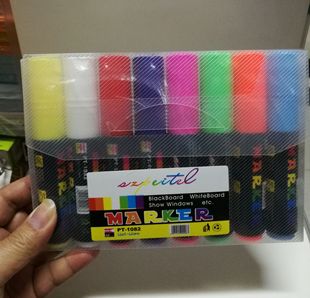 szpeitel
BlackBoard WhiteBoard
Show Windows etc.
MARKER
PT-1082